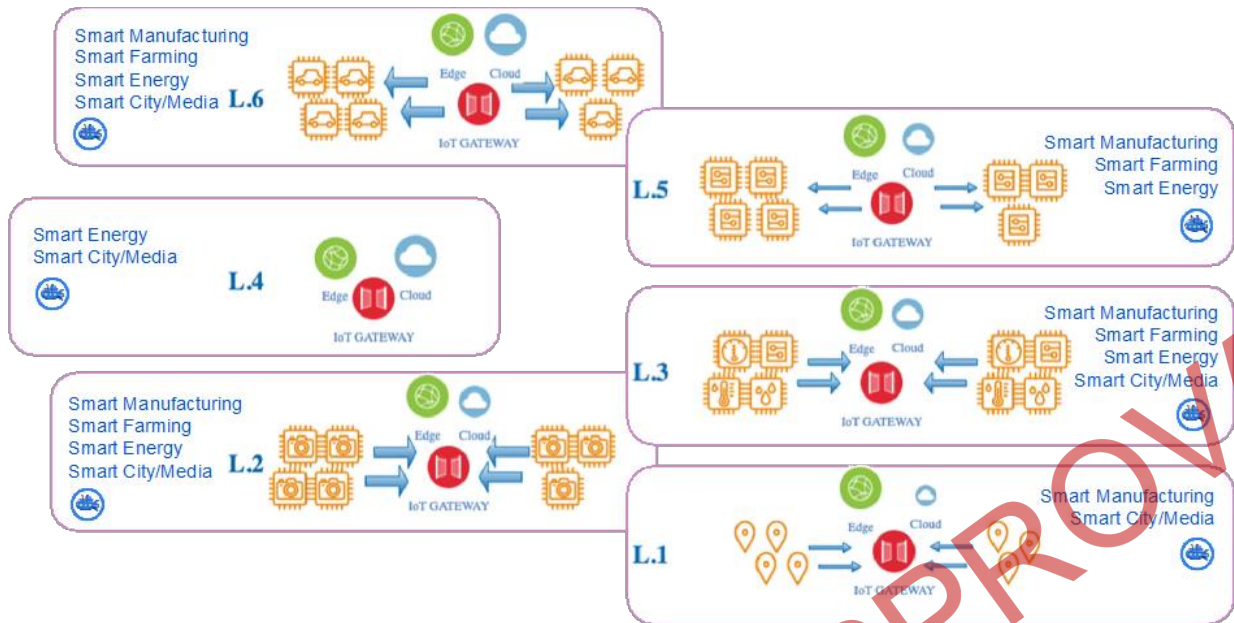 Smart Manufacturing
Smart Farming
Smart Energy
Smart City/Media
L.6
Edge Cloud
IoT GATEWAY
L.5
Edge Cloud
IoT GATEWAY
Smart Manufacturing
Smart Farming
Smart Energy
Smart Energy
Smart City/Media
L.4
Edge Cloud
IoT GATEWAY
L.3
Edge Cloud
IoT GATEWAY
Smart Manufacturing
Smart Farming
Smart Energy
Smart City/Media
Smart Manufacturing
Smart Farming
Smart Energy
Smart City/Media
L.2
Edge Cloud
IoT GATEWAY
L.1
Edge Cloud
IoT GATEWAY
Smart Manufacturing
Smart City/Media